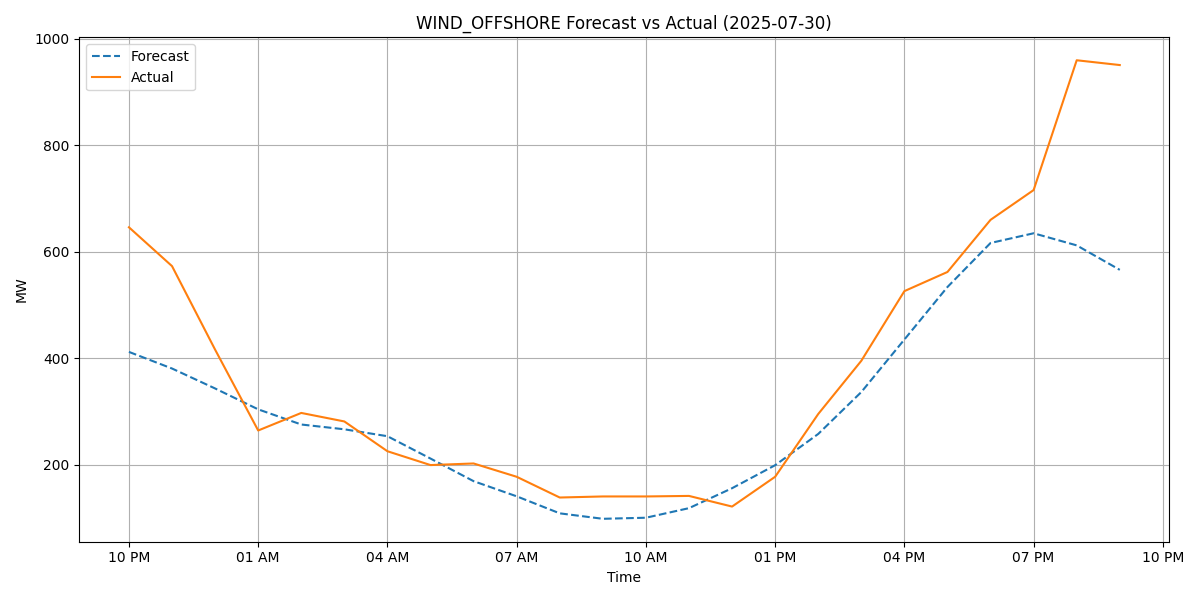 WIND_OFFSHORE Forecast vs Actual (2025-07-30)
Forecast
Actual
1000
800
600
400
200
MW
10 PM 01 AM 04 AM 07 AM 10 AM 01 PM 04 PM 07 PM 10 PM
Time